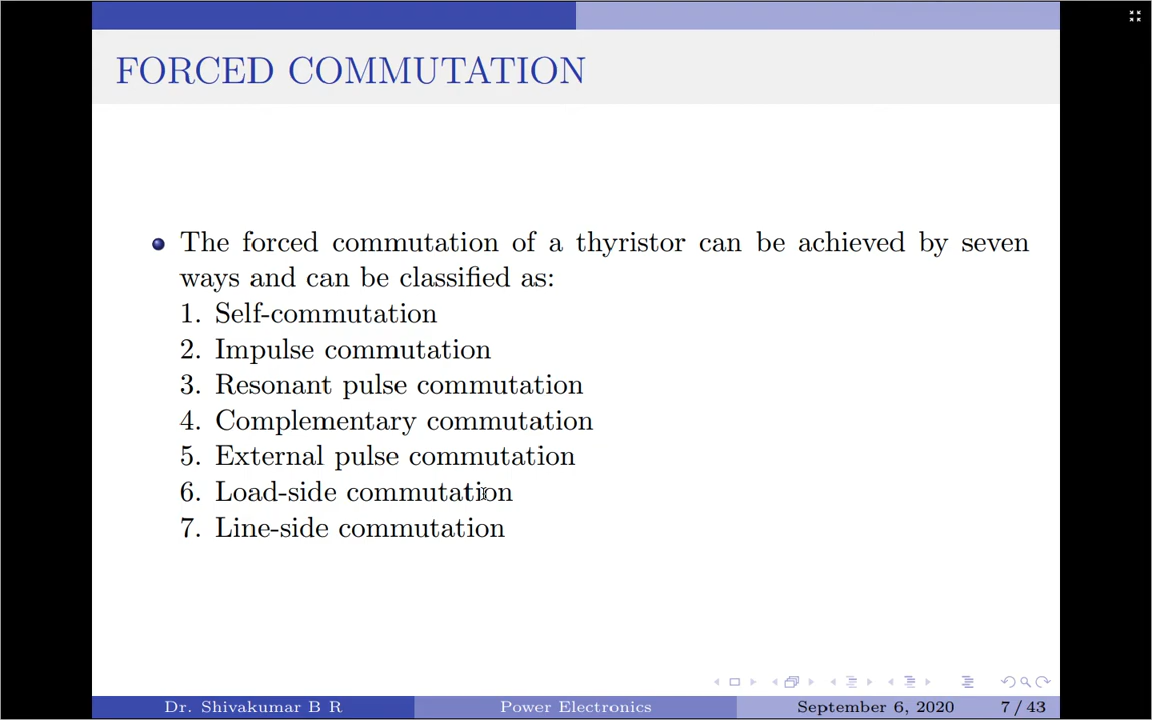 FORCED COMMUTATION
The forced commutation of a thyristor can be achieved by seven
ways and can be classified as:
1. Self-commutation
2. Impulse commutation
3. Resonant pulse commutation
4. Complementary commutation
5. External pulse commutation
6. Load-side commutation
7. Line-side commutation
Dr. Shivakumar B R Power Electronics September 6, 2020 7 / 43